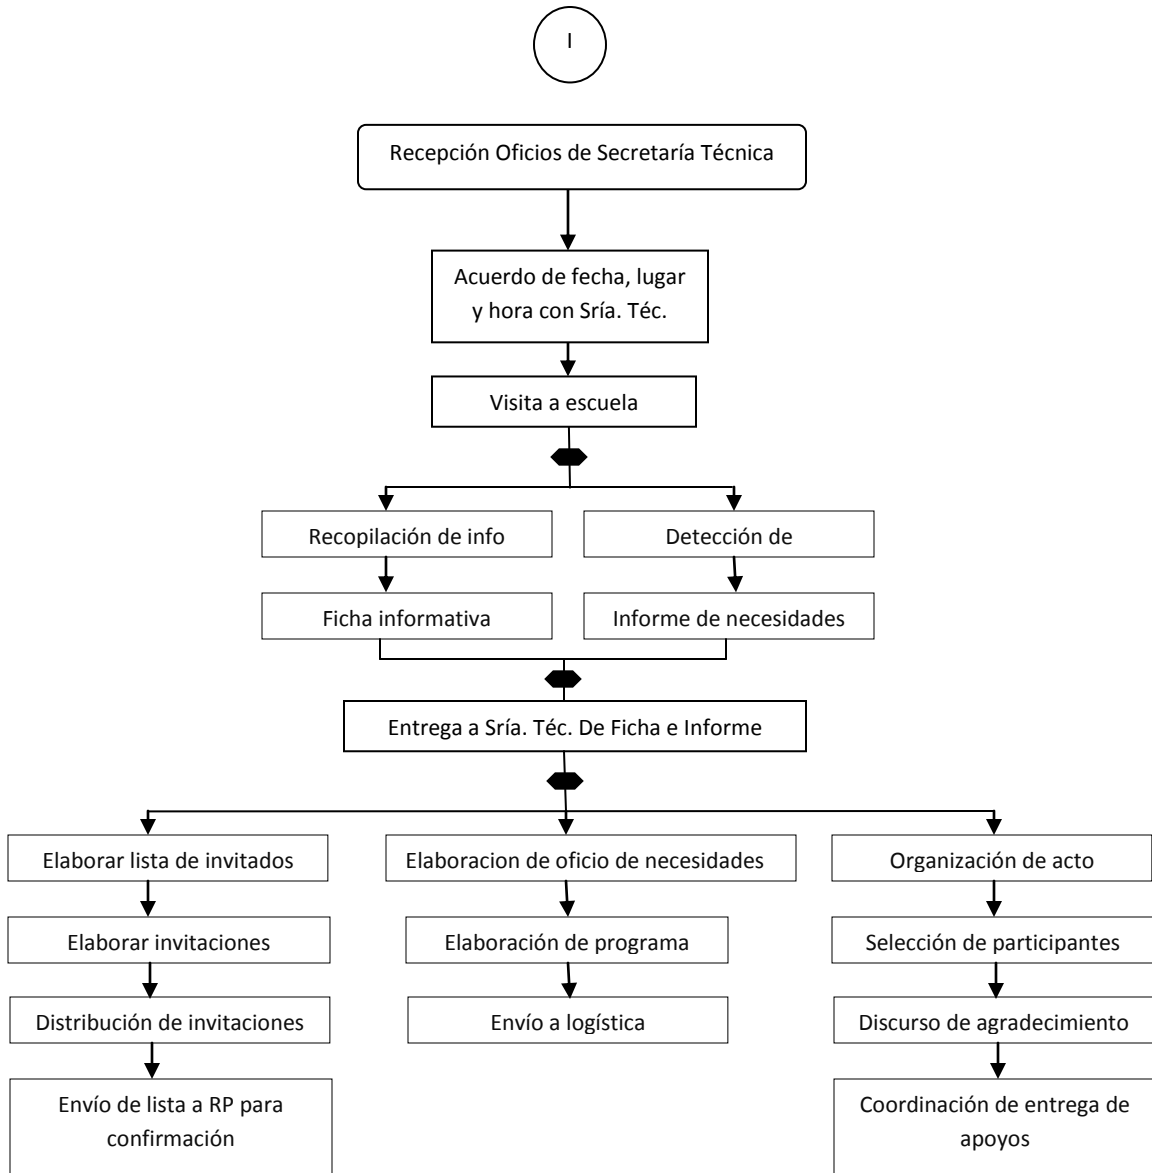 I
Recepción Oficios de Secretaría Técnica
Acuerdo de fecha, lugar
y hora con Sría. Téc.
Visita a escuela
Recopilación de info
Detección de
Ficha informativa
Informe de necesidades
Entrega a Sría. Téc. De Ficha e Informe
Elaborar lista de invitados
Elaboracion de oficio de necesidades
Organización de acto
Elaborar invitaciones
Elaboración de programa
Selección de participantes
Distribución de invitaciones
Envío a logística
Discurso de agradecimiento
Envío de lista a RP para
confirmación
Coordinación de entrega de
apoyos